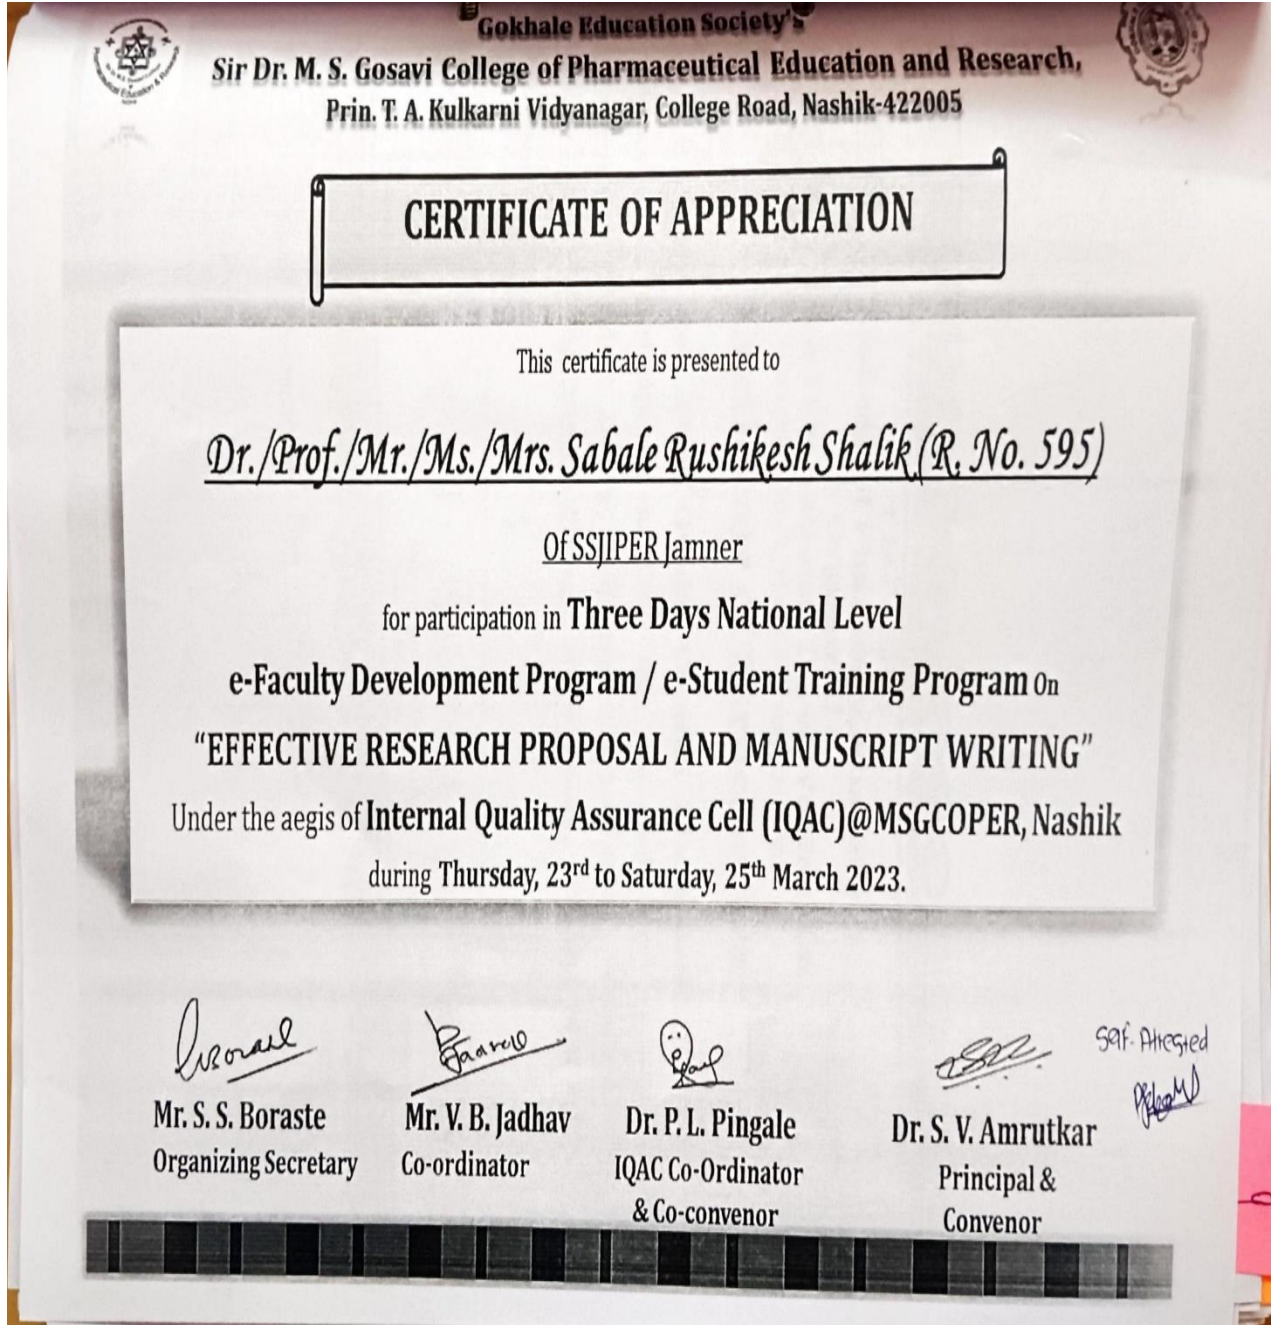 Gokhale Education Society's
Sir Dr. M. S. Gosavi College of Pharmaceutical Education and Research,
Prin. T. A. Kulkarni Vidyanagar, College Road, Nashik-422005
CERTIFICATE OF APPRECIATION
This certificate is presented to
Dr./Prof./Mr./Ms./Mrs. Sabale Rushikesh Shalik (R. No. 595)
Of SSJIPER Jamner
for participation in Three Days National Level
e-Faculty Development Program / e-Student Training Program On
“EFFECTIVE RESEARCH PROPOSAL AND MANUSCRIPT WRITING”
Under the aegis of Internal Quality Assurance Cell (IQAC)@MSGCOPER, Nashik
during Thursday, 23rd to Saturday, 25th March 2023.
Self-Attested
Mr. S. S. Boraste
Organizing Secretary
Mr. V. B. Jadhav
Co-ordinator
Dr. P. L. Pingale
IQAC Co-Ordinator
& Co-convenor
Dr. S. V. Amrutkar
Principal &
Convenor